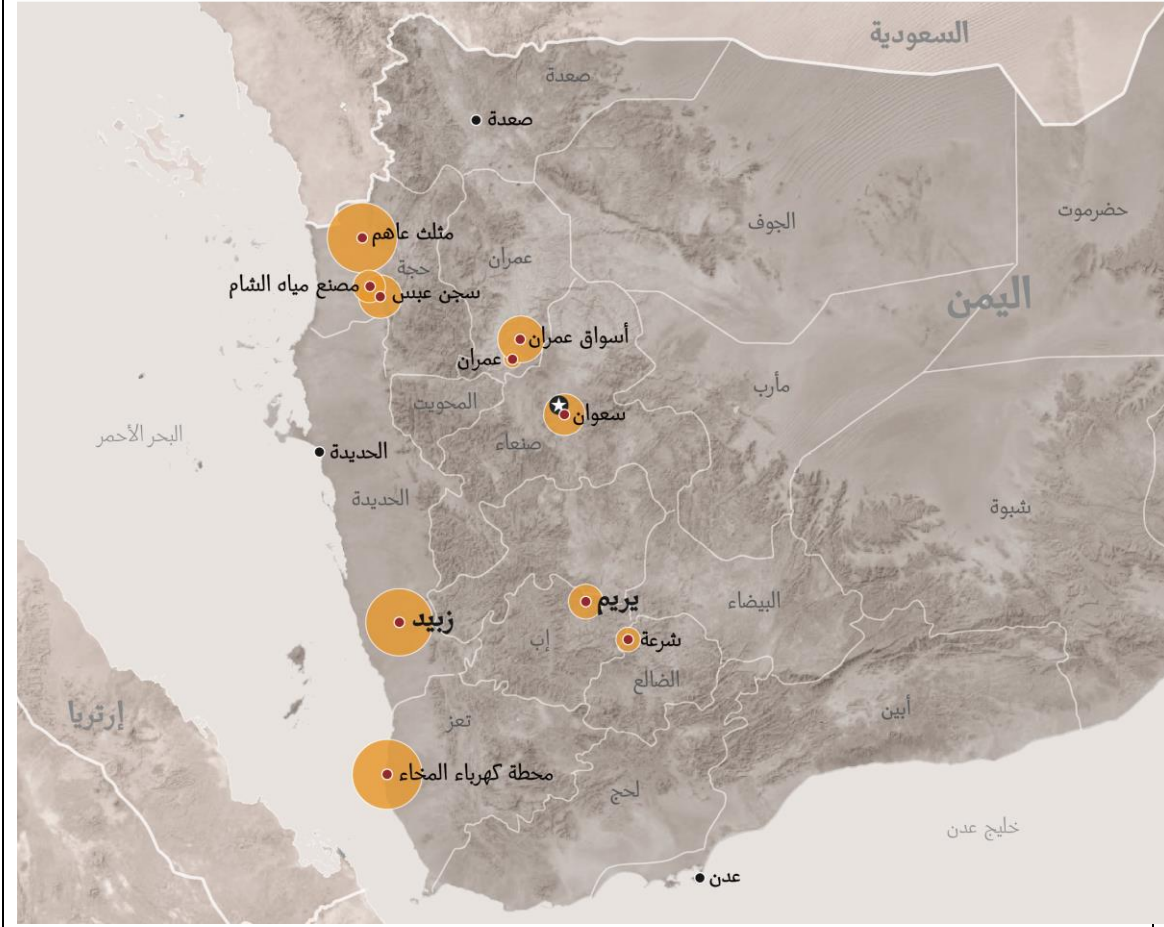 السعودية
صعدة
صعدة
حضرموت
الجوف
مثلث عاهم
عمران
حجة
مصنع مياه الشام
سجن عبس
اليمن
أسواق عمران
عمران
مأرب
المحويت
سعوان
البحر الأحمر
صنعاء
الحديدة
الحديدة
شبوة
يريم
البيضاء
زبيد
إب
شرعة
الضالع
أبين
إرتريا
تعز
محطة كهرباء المخاء
لحج
خليج عدن
عدن